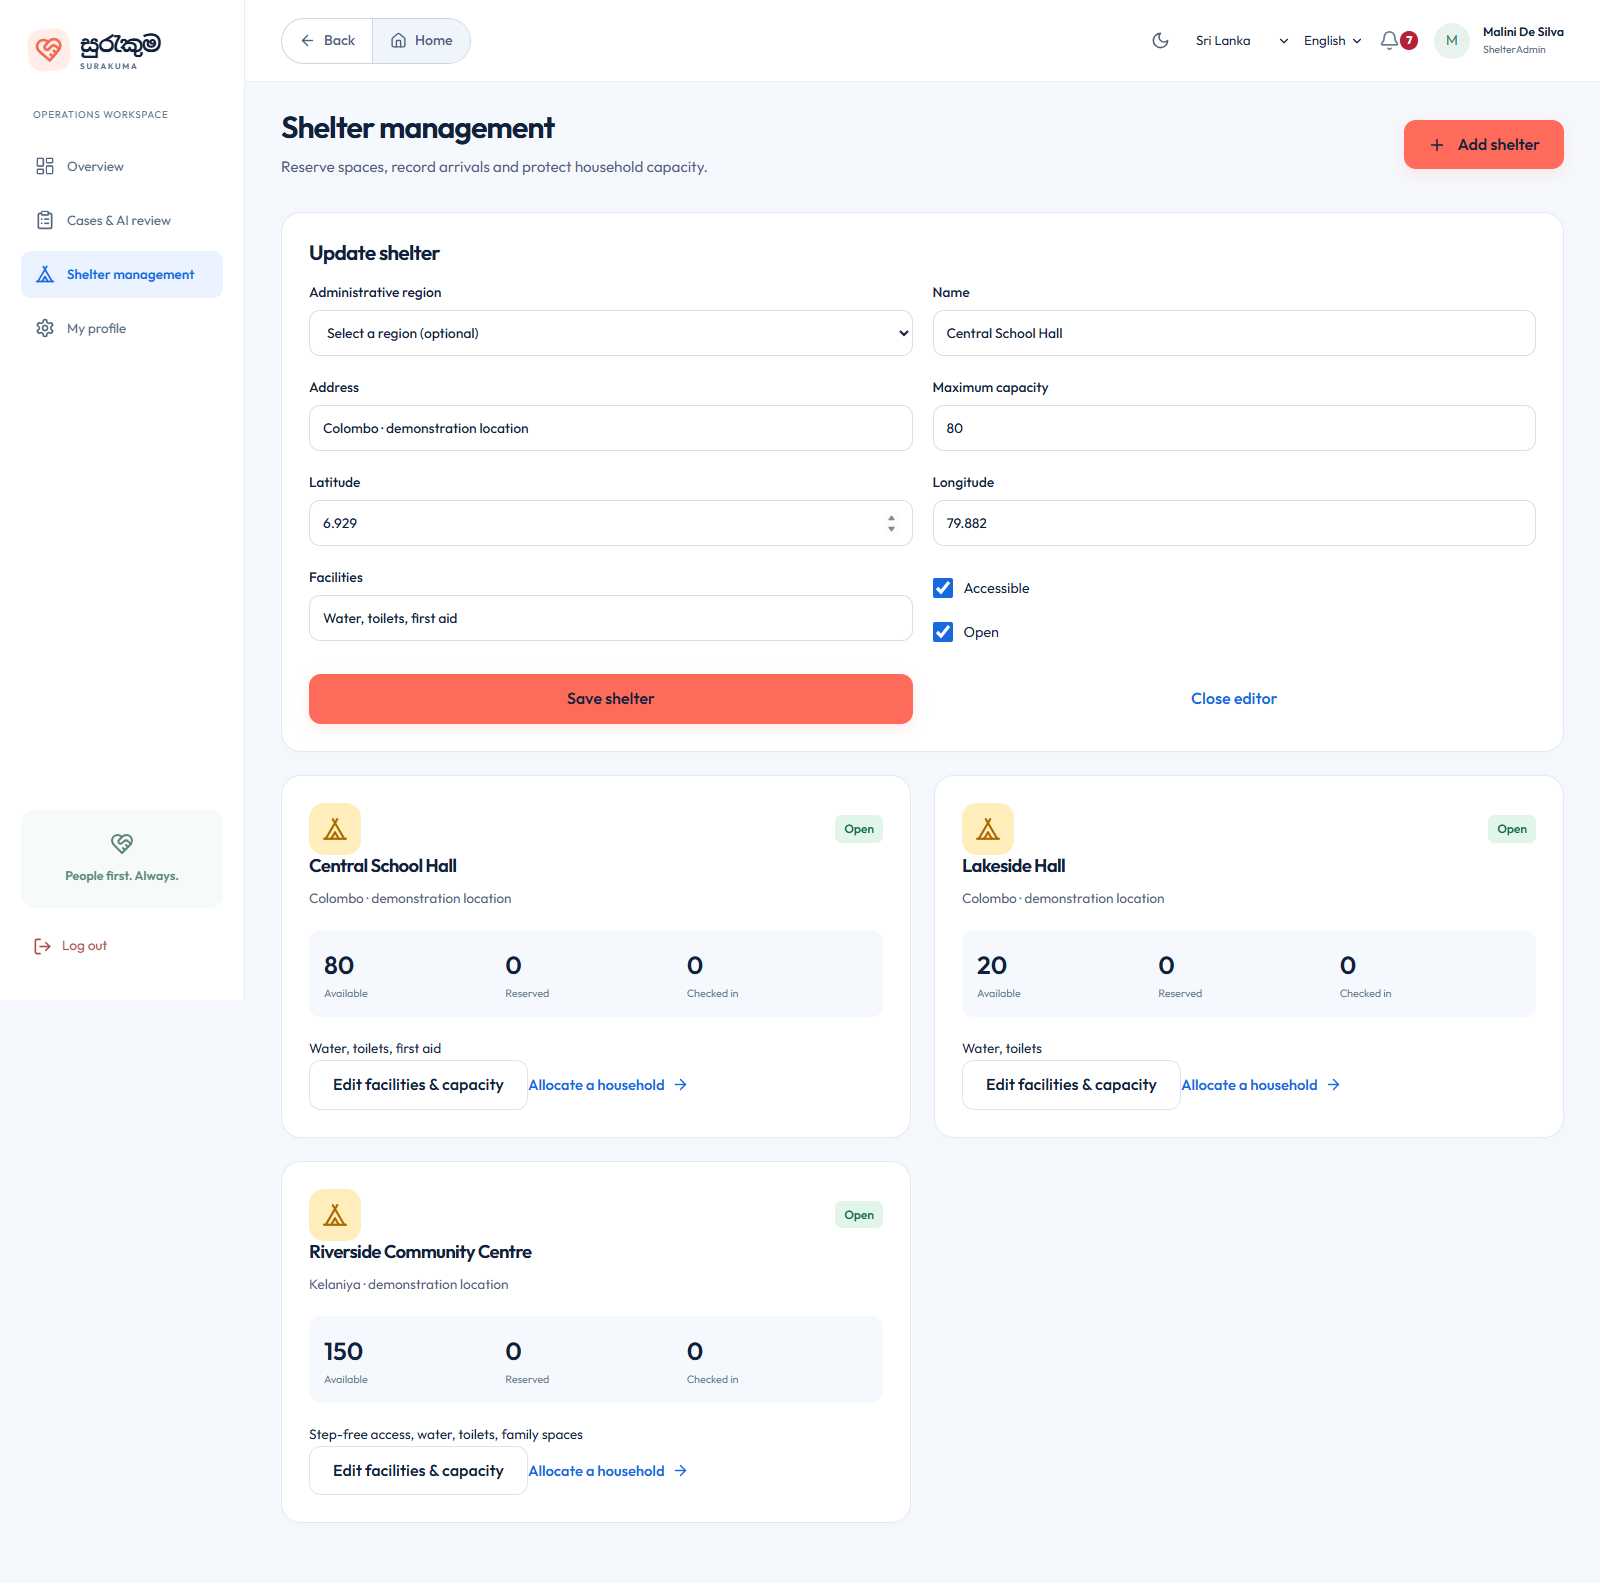 සුරැකුම
SURAKUMA
OPERATIONS WORKSPACE
Overview
Cases & AI review
Shelter management
My profile
People first. Always.
Log out
Back
Home
Sri Lanka
English
7
M
Malini De Silva
ShelterAdmin
Shelter management
Reserve spaces, record arrivals and protect household capacity.
Add shelter
Update shelter
Administrative region
Select a region (optional)
Name
Central School Hall
Address
Colombo · demonstration location
Maximum capacity
80
Latitude
6.929
Longitude
79.882
Facilities
Water, toilets, first aid
Accessible
Open
Save shelter
Close editor
Open
Central School Hall
Colombo · demonstration location
80
Available
0
Reserved
0
Checked in
Water, toilets, first aid
Edit facilities & capacity
Allocate a household
Open
Lakeside Hall
Colombo · demonstration location
20
Available
0
Reserved
0
Checked in
Water, toilets
Edit facilities & capacity
Allocate a household
Open
Riverside Community Centre
Kelaniya · demonstration location
150
Available
0
Reserved
0
Checked in
Step-free access, water, toilets, family spaces
Edit facilities & capacity
Allocate a household